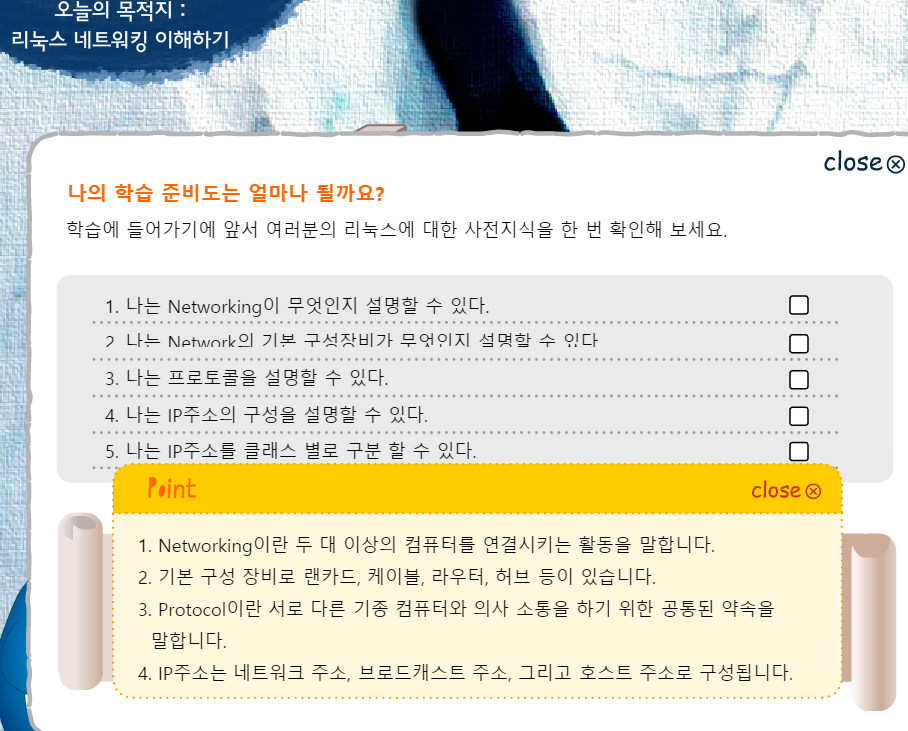 오늘의 목적지 :
리눅스 네트워킹 이해하기
close
나의 학습 준비도는 얼마나 될까요?
학습에 들어가기에 앞서 여러분의 리눅스에 대한 사전지식을 한 번 확인해 보세요.
1. 나는 Networking이 무엇인지 설명할 수 있다.
2. 나는 Network의 기본 구성장비가 무엇인지 설명할 수 있다
3. 나는 프로토콜을 설명할 수 있다.
4. 나는 IP주소의 구성을 설명할 수 있다.
5. 나는 IP주소를 클래스 별로 구분 할 수 있다.
Point
close
1. Networking이란 두 대 이상의 컴퓨터를 연결시키는 활동을 말합니다.
2. 기본 구성 장비로 랜카드, 케이블, 라우터, 허브 등이 있습니다.
3. Protocol이란 서로 다른 기종 컴퓨터와 의사 소통을 하기 위한 공통된 약속을
말합니다.
4. IP주소는 네트워크 주소, 브로드캐스트 주소, 그리고 호스트 주소로 구성됩니다.